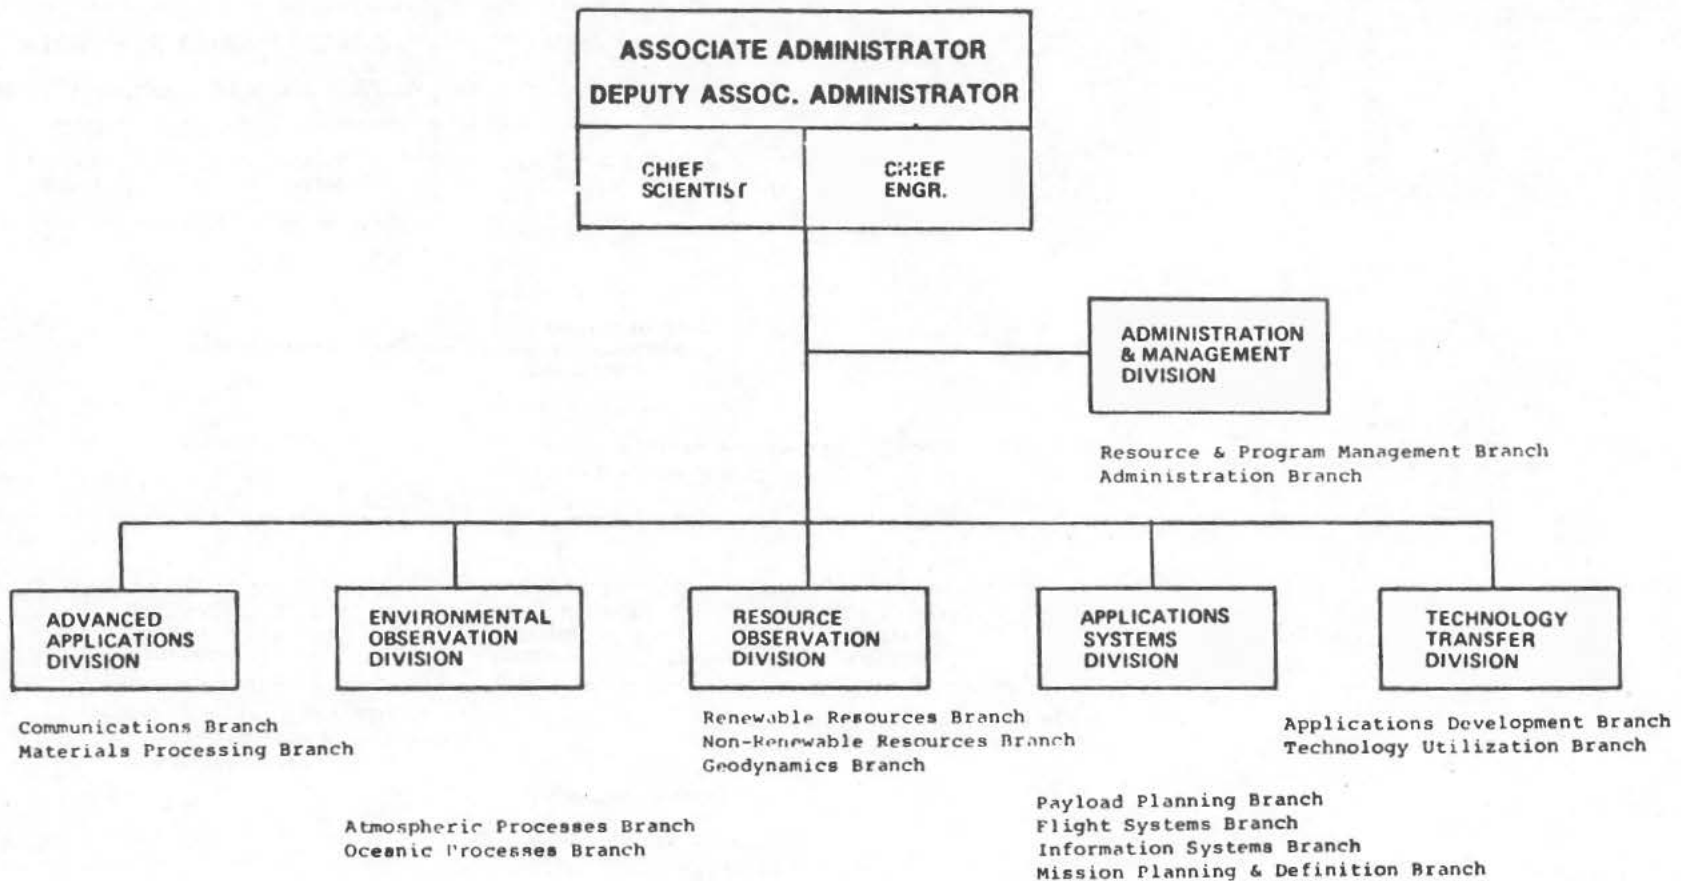 ASSOCIATE ADMINISTRATOR
DEPUTY ASSOC. ADMINISTRATOR
CHIEF
SCIENTIST
CHIEF
ENGR.
ADMINISTRATION
& MANAGEMENT
DIVISION
Resource & Program Management Branch
Administration Branch
ADVANCED
APPLICATIONS
DIVISION
Communications Branch
Materials Processing Branch
ENVIRONMENTAL
OBSERVATION
DIVISION
Atmospheric Processes Branch
Oceanic Processes Branch
RESOURCE
OBSERVATION
DIVISION
Renewable Resources Branch
Non-Renewable Resources Branch
Geodynamics Branch
APPLICATIONS
SYSTEMS
DIVISION
Payload Planning Branch
Flight Systems Branch
Information Systems Branch
Mission Planning & Definition Branch
TECHNOLOGY
TRANSFER
DIVISION
Applications Development Branch
Technology Utilization Branch